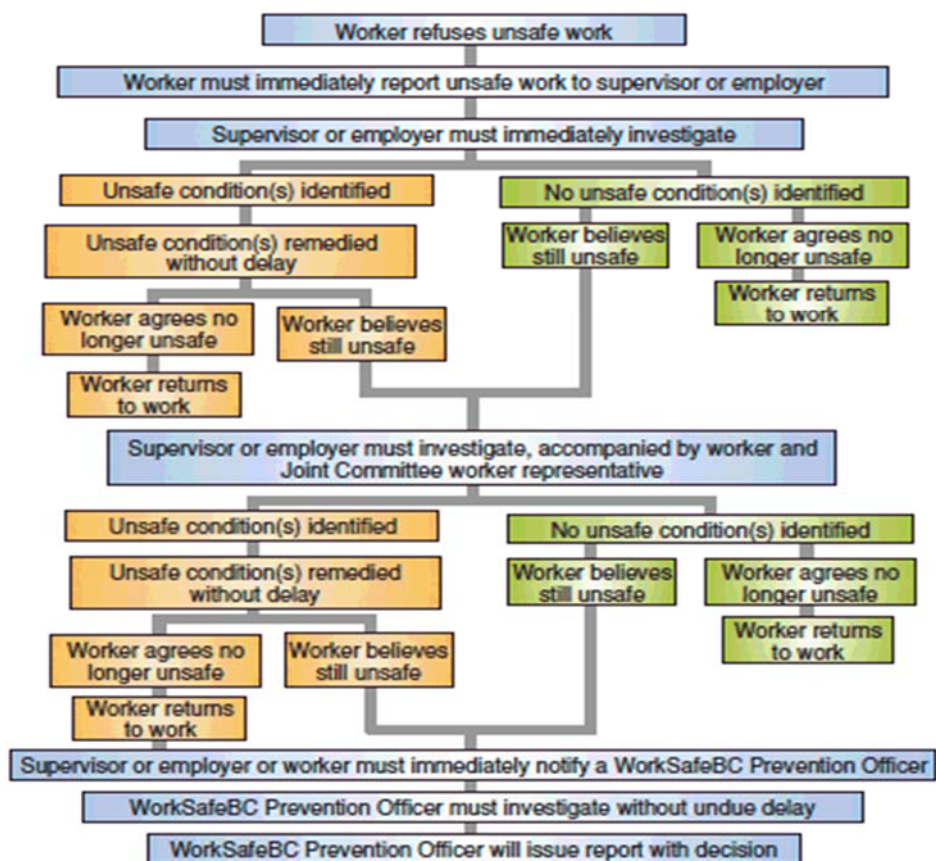 Worker refuses unsafe work
Worker must immediately report unsafe work to supervisor or employer
Supervisor or employer must immediately investigate
Unsafe condition(s) identified
No unsafe condition(s) identified
Unsafe condition(s) remedied
without delay
Worker believes
still unsafe
Worker agrees no
longer unsafe
Worker returns
to work
Worker agrees no
longer unsafe
Worker believes
still unsafe
Worker returns
to work
Supervisor or employer must investigate, accompanied by worker and
Joint Committee worker representative
Unsafe condition(s) identified
No unsafe condition(s) identified
Unsafe condition(s) remedied
without delay
Worker believes
still unsafe
Worker agrees no
longer unsafe
Worker returns
to work
Worker agrees no
longer unsafe
Worker believes
still unsafe
Worker returns
to work
Supervisor or employer or worker must immediately notify a WorkSafeBC Prevention Officer
WorkSafeBC Prevention Officer must investigate without undue delay
WorkSafeBC Prevention Officer will issue report with decision